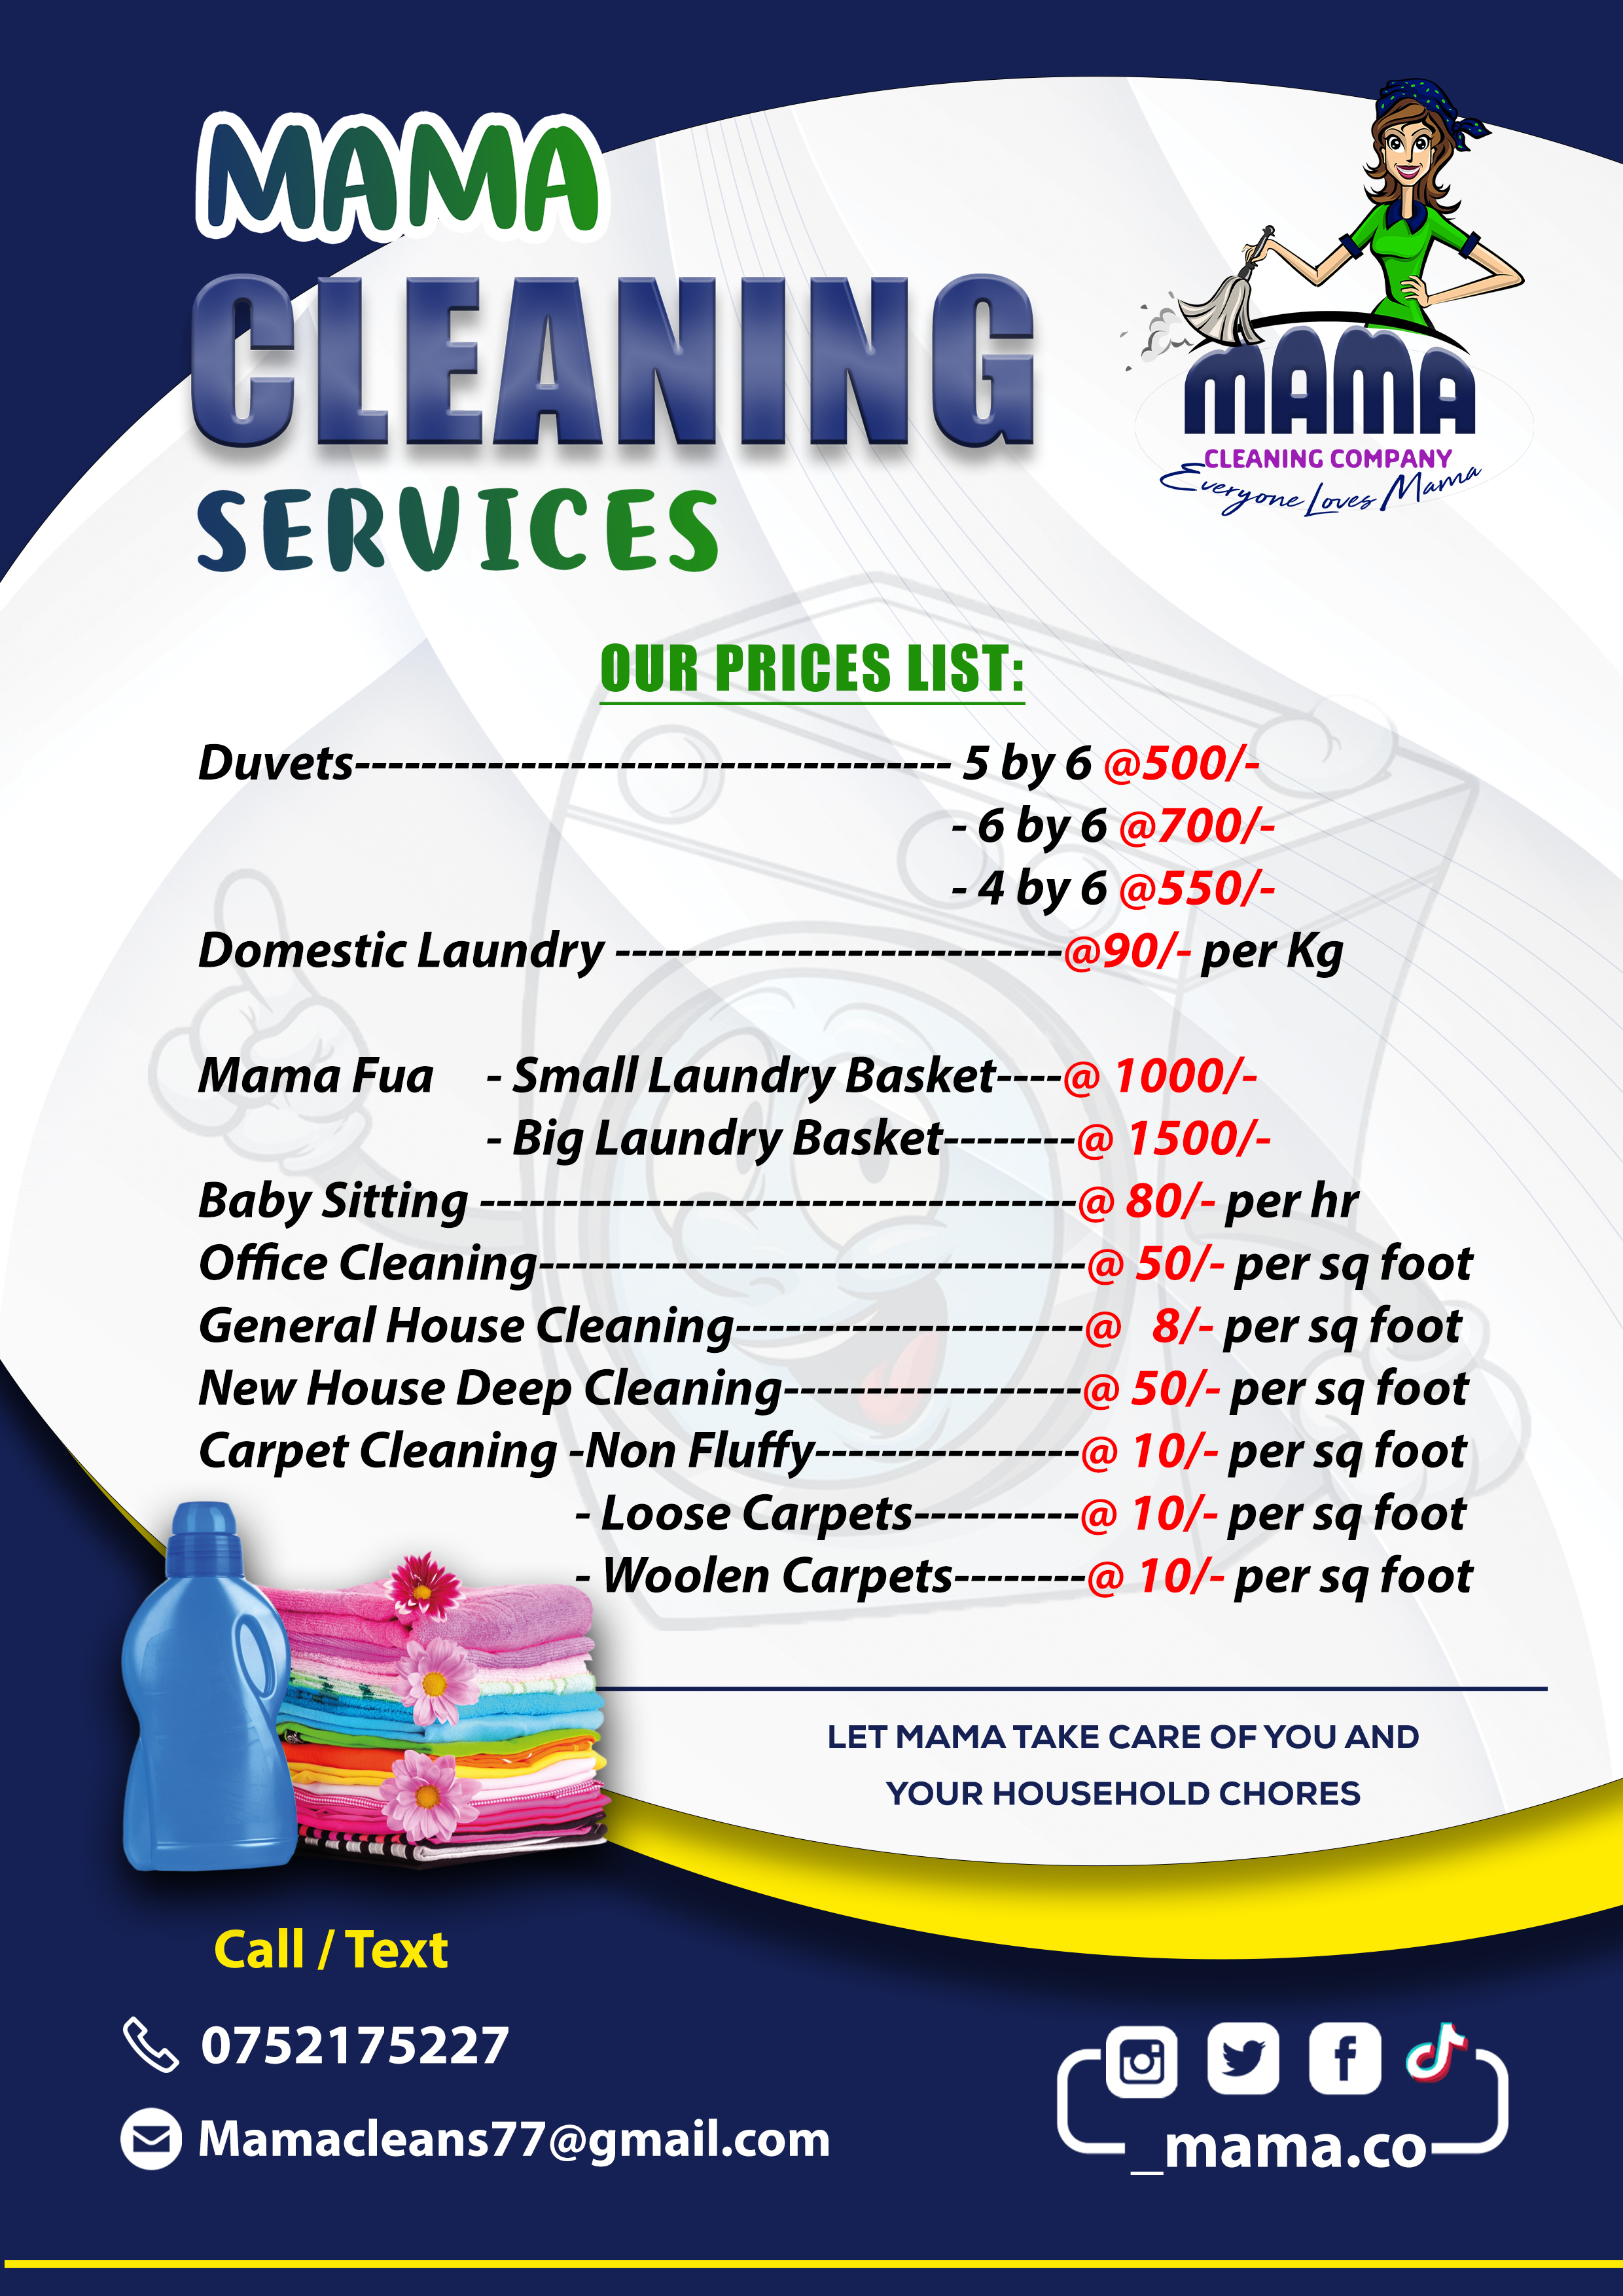 MAMA
CLEANING
SERVICES
MAMA
CLEANING COMPANY
Everyone Loves Mama
OUR PRICES LIST:
Duvets------------------------------------ 5 by 6 @500/-
- 6 by 6 @700/-
- 4 by 6 @550/-
Domestic Laundry ---------------------------@90/- per Kg
Mama Fua - Small Laundry Basket----@ 1000/-
- Big Laundry Basket--------@ 1500/-
Baby Sitting ------------------------------------@ 80/- per hr
Office Cleaning---------------------------------@ 50/- per sq foot
General House Cleaning---------------------@ 8/- per sq foot
New House Deep Cleaning------------------@ 50/- per sq foot
Carpet Cleaning -Non Fluffy----------------@ 10/- per sq foot
- Loose Carpets----------@ 10/- per sq foot
- Woolen Carpets--------@ 10/- per sq foot
LET MAMA TAKE CARE OF YOU AND
YOUR HOUSEHOLD CHORES
Call / Text
0752175227
Mamacleans77@gmail.com
_mama.co